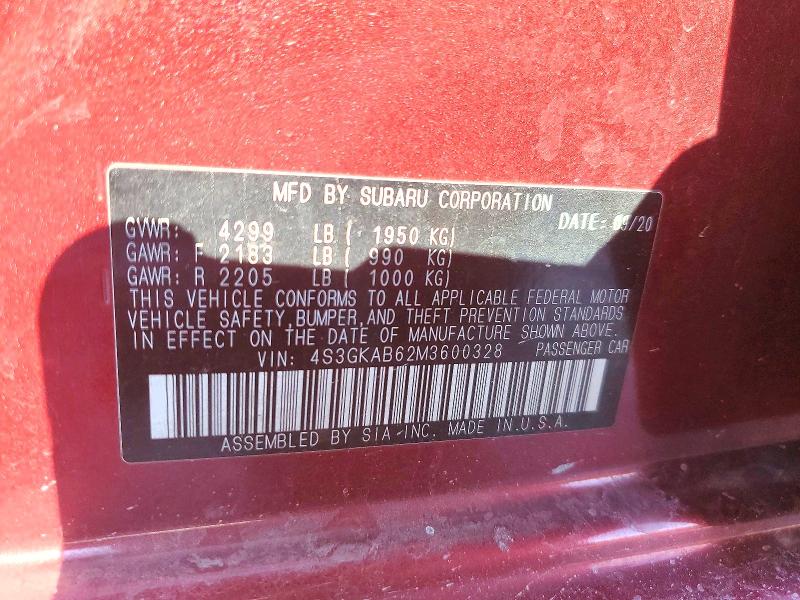 MFD BY SUBARU CORPORATION
DATE: 09/20
GVWR: 4299 LB ( 1950 KG)
GAWR: F 2183 LB ( 990 KG)
GAWR: R 2205 LB ( 1000 KG)
THIS VEHICLE CONFORMS TO ALL APPLICABLE FEDERAL MOTOR
VEHICLE SAFETY, BUMPER, AND THEFT PREVENTION STANDARDS
IN EFFECT ON THE DATE OF MANUFACTURE SHOWN ABOVE.
VIN: 4S3GKAB62M3600328 PASSENGER CAR
ASSEMBLED BY SIA-INC. MADE IN U.S.A.